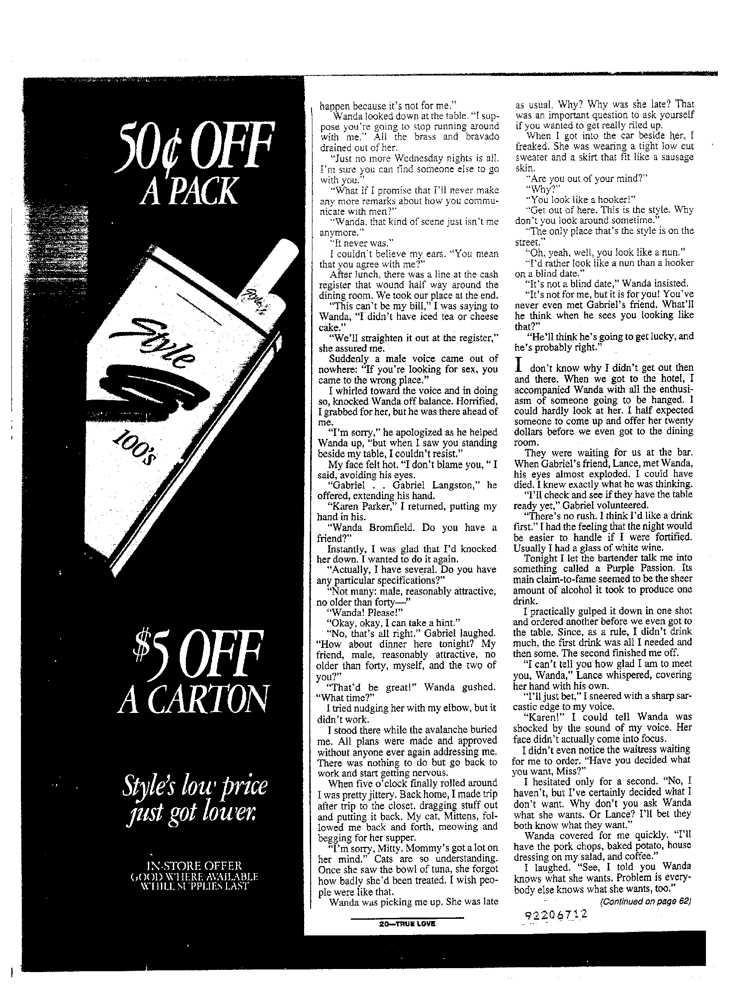 50¢ OFF
A PACK
Style
Style
100's
$5 OFF
A CARTON
Style's low price
just got lower.
IN-STORE OFFER
GOOD WHERE AVAILABLE
WHILE SUPPLIES LAST
happen because it's not for me."
Wanda looked down at the table. "I sup-
pose you're going to stop running around
with me." All the brass and bravado
drained out of her.
"Just no more Wednesday nights is all.
I'm sure you can find someone else to go
with you."
"What if I promise that I'll never make
any more remarks about how you commu-
nicate with men?"
"Wanda, that kind of scene just isn't me
anymore."
"It never was."
I couldn't believe my ears. "You mean
that you agree with me?"
After lunch, there was a line at the cash
register that wound half way around the
dining room. We took our place at the end.
"This can't be my bill," I was saying to
Wanda, "I didn't have iced tea or cheese
cake."
"We'll straighten it out at the register,"
she assured me.
Suddenly a male voice came out of
nowhere: "If you're looking for sex, you
came to the wrong place."
I whirled toward the voice and in doing
so, knocked Wanda off balance. Horrified,
I grabbed for her, but he was there ahead of
me.
"I'm sorry," he apologized as he helped
Wanda up, "but when I saw you standing
beside my table, I couldn't resist."
My face felt hot. "I don't blame you, " I
said, avoiding his eyes.
"Gabriel . . Gabriel Langston," he
offered, extending his hand.
"Karen Parker," I returned, putting my
hand in his.
"Wanda Bromfield. Do you have a
friend?"
Instantly, I was glad that I'd knocked
her down. I wanted to do it again.
"Actually, I have several. Do you have
any particular specifications?"
"Not many: male, reasonably attractive,
no older than forty—"
"Wanda! Please!"
"Okay, okay, I can take a hint."
"No, that's all right." Gabriel laughed.
"How about dinner here tonight? My
friend, male, reasonably attractive, no
older than forty, myself, and the two of
you?"
"That'd be great!" Wanda gushed.
"What time?"
I tried nudging her with my elbow, but it
didn't work.
I stood there while the avalanche buried
me. All plans were made and approved
without anyone ever again addressing me.
There was nothing to do but go back to
work and start getting nervous.
When five o'clock finally rolled around
I was pretty jittery. Back home, I made trip
after trip to the closet, dragging stuff out
and putting it back. My cat, Mittens, fol-
lowed me back and forth, meowing and
begging for her supper.
"I'm sorry, Mitty. Mommy's got a lot on
her mind." Cats are so understanding.
Once she saw the bowl of tuna, she forgot
how badly she'd been treated. I wish peo-
ple were like that.
Wanda was picking me up. She was late
20—TRUE LOVE
as usual. Why? Why was she late? That
was an important question to ask yourself
if you wanted to get really riled up.
When I got into the car beside her, I
freaked. She was wearing a tight low cut
sweater and a skirt that fit like a sausage
skin.
"Are you out of your mind?"
"Why?"
"You look like a hooker!"
"Get out of here. This is the style. Why
don't you look around sometime."
"The only place that's the style is on the
street."
"Oh, yeah, well, you look like a nun."
"I'd rather look like a nun than a hooker
on a blind date."
"It's not a blind date," Wanda insisted.
"It's not for me, but it is for you! You've
never even met Gabriel's friend. What'll
he think when he sees you looking like
that?"
"He'll think he's going to get lucky, and
he's probably right."
I don't know why I didn't get out then
and there. When we got to the hotel, I
accompanied Wanda with all the enthusi-
asm of someone going to be hanged. I
could hardly look at her. I half expected
someone to come up and offer her twenty
dollars before we even got to the dining
room.
They were waiting for us at the bar.
When Gabriel's friend, Lance, met Wanda,
his eyes almost exploded. I could have
died. I knew exactly what he was thinking.
"I'll check and see if they have the table
ready yet," Gabriel volunteered.
"There's no rush. I think I'd like a drink
first." I had the feeling that the night would
be easier to handle if I were fortified.
Usually I had a glass of white wine.
Tonight I let the bartender talk me into
something called a Purple Passion. Its
main claim-to-fame seemed to be the sheer
amount of alcohol it took to produce one
drink.
I practically gulped it down in one shot
and ordered another before we even got to
the table. Since, as a rule, I didn't drink
much, the first drink was all I needed and
then some. The second finished me off.
"I can't tell you how glad I am to meet
you, Wanda," Lance whispered, covering
her hand with his own.
"I'll just bet," I sneered with a sharp sar-
castic edge to my voice.
"Karen!" I could tell Wanda was
shocked by the sound of my voice. Her
face didn't actually come into focus.
I didn't even notice the waitress waiting
for me to order. "Have you decided what
you want, Miss?"
I hesitated only for a second. "No, I
haven't, but I've certainly decided what I
don't want. Why don't you ask Wanda
what she wants. Or Lance? I'll bet they
both know what they want."
Wanda covered for me quickly. "I'll
have the pork chops, baked potato, house
dressing on my salad, and coffee."
I laughed. "See, I told you Wanda
knows what she wants. Problem is every-
body else knows what she wants, too."
(Continued on page 62)
92206712